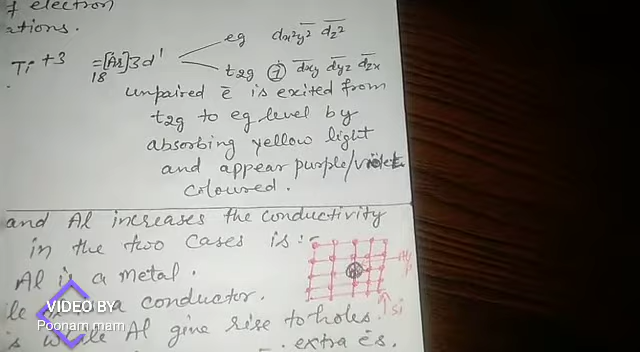 of electron
ations.
eg dx²y² dz²
Ti +3 =[Ar]3d¹
18
t2g 1 dxy dyz dzx
unpaired ē is exited from
t2g to eg level by
absorbing yellow light
and appear purple/violet
coloured.
and Al increases the conductivity
in the two cases is:-
Al is a metal.
a conductor.
Si
while Al give rise to holes.
extra ēs.
VIDEO BY
Poonam mam